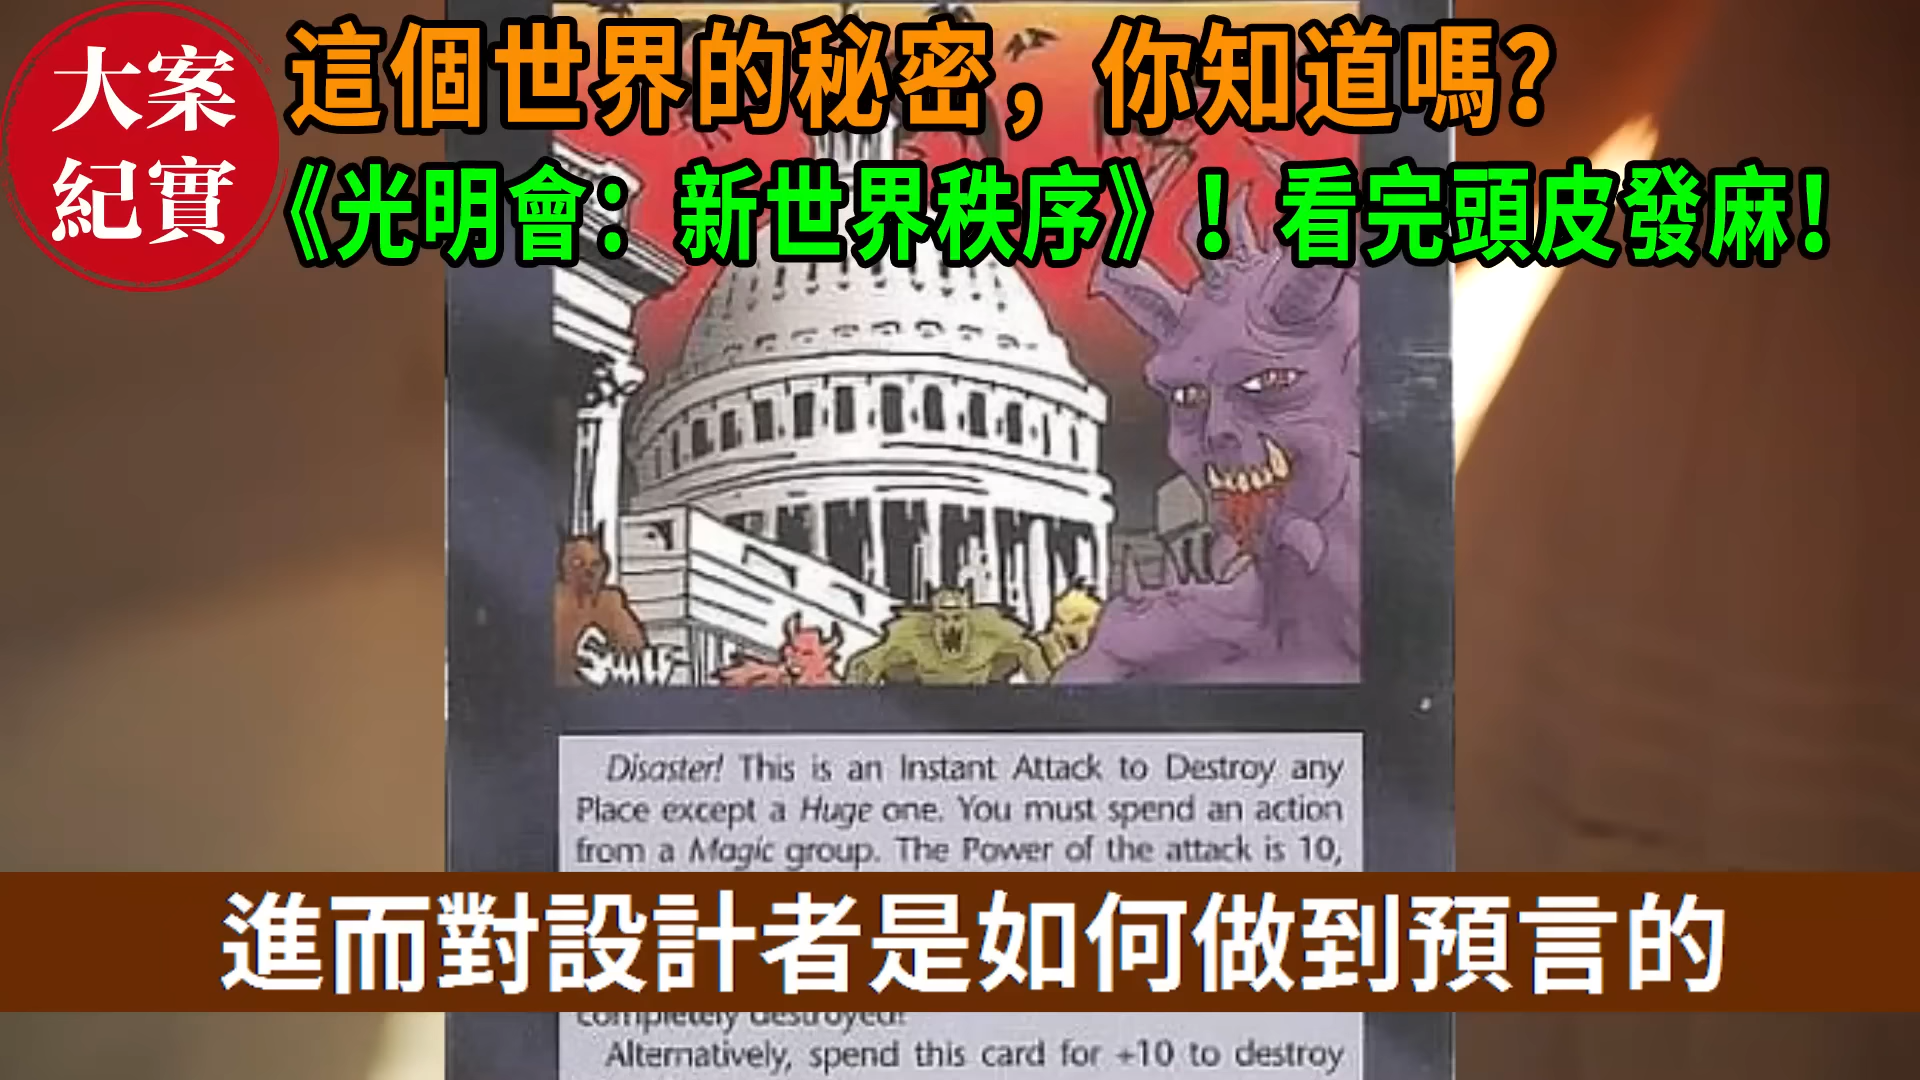 大案
紀實
這個世界的秘密，你知道嗎？
《光明會：新世界秩序》！看完頭皮發麻！
Disaster! This is an Instant Attack to Destroy any
Place except a Huge one. You must spend an action
from a Magic group. The Power of the attack is 10,
進而對設計者是如何做到預言的
completely destroyed!
Alternatively, spend this card for +10 to destroy